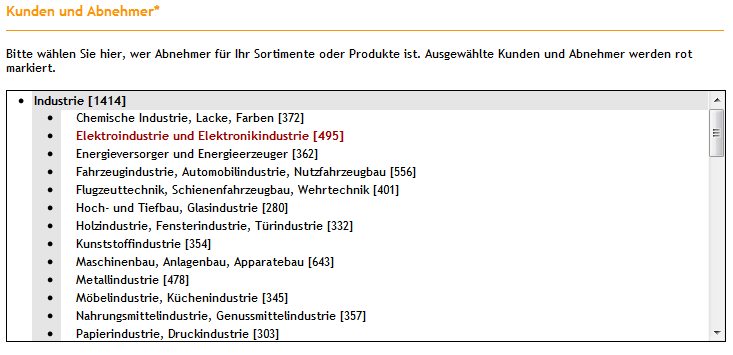 Kunden und Abnehmer*
Bitte wählen Sie hier, wer Abnehmer für Ihr Sortimente oder Produkte ist. Ausgewählte Kunden und Abnehmer werden rot
markiert.
Industrie [1414]
Chemische Industrie, Lacke, Farben [372]
Elektroindustrie und Elektronikindustrie [495]
Energieversorger und Energieerzeuger [362]
Fahrzeugindustrie, Automobilindustrie, Nutzfahrzeugbau [556]
Flugzeuttechnik, Schienenfahrzeugbau, Wehrtechnik [401]
Hoch- und Tiefbau, Glasindustrie [280]
Holzindustrie, Fensterindustrie, Türindustrie [332]
Kunststoffindustrie [354]
Maschinenbau, Anlagenbau, Apparatebau [643]
Metallindustrie [478]
Möbelindustrie, Küchenindustrie [345]
Nahrungsmittelindustrie, Genussmittelindustrie [357]
Papierindustrie, Druckindustrie [303]